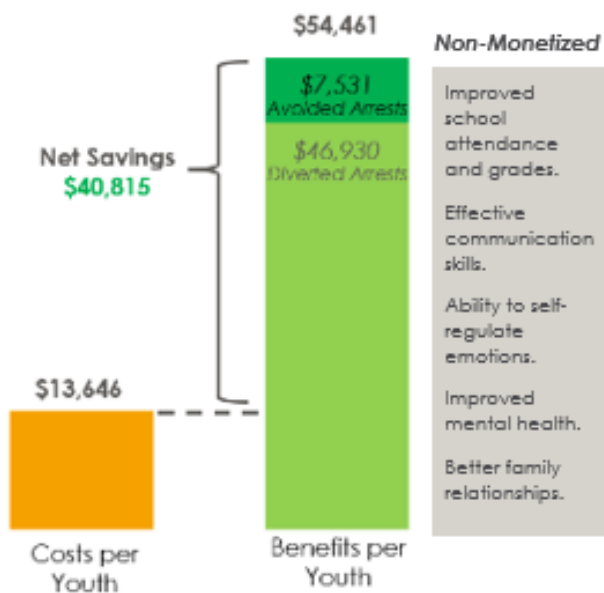 $54,461
Non-Monetized
$7,531
Avoided Arrests
$46,930
Diverted Arrests
Net Savings
$40,815
$13,646
Costs per
Youth
Benefits per
Youth
Improved
school
attendance
and grades.
Effective
communication
skills.
Ability to self-
regulate
emotions.
Improved
mental health.
Better family
relationships.